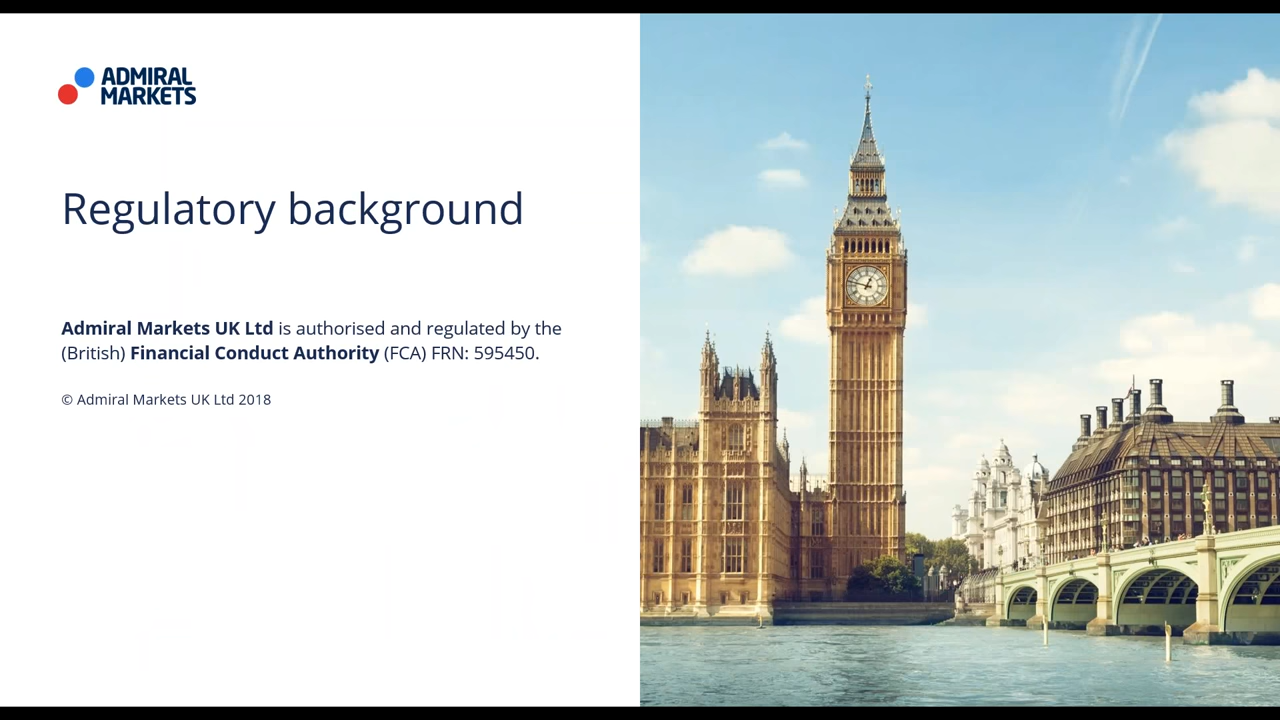 ADMIRAL
MARKETS
Regulatory background
Admiral Markets UK Ltd is authorised and regulated by the
(British) Financial Conduct Authority (FCA) FRN: 595450.
© Admiral Markets UK Ltd 2018